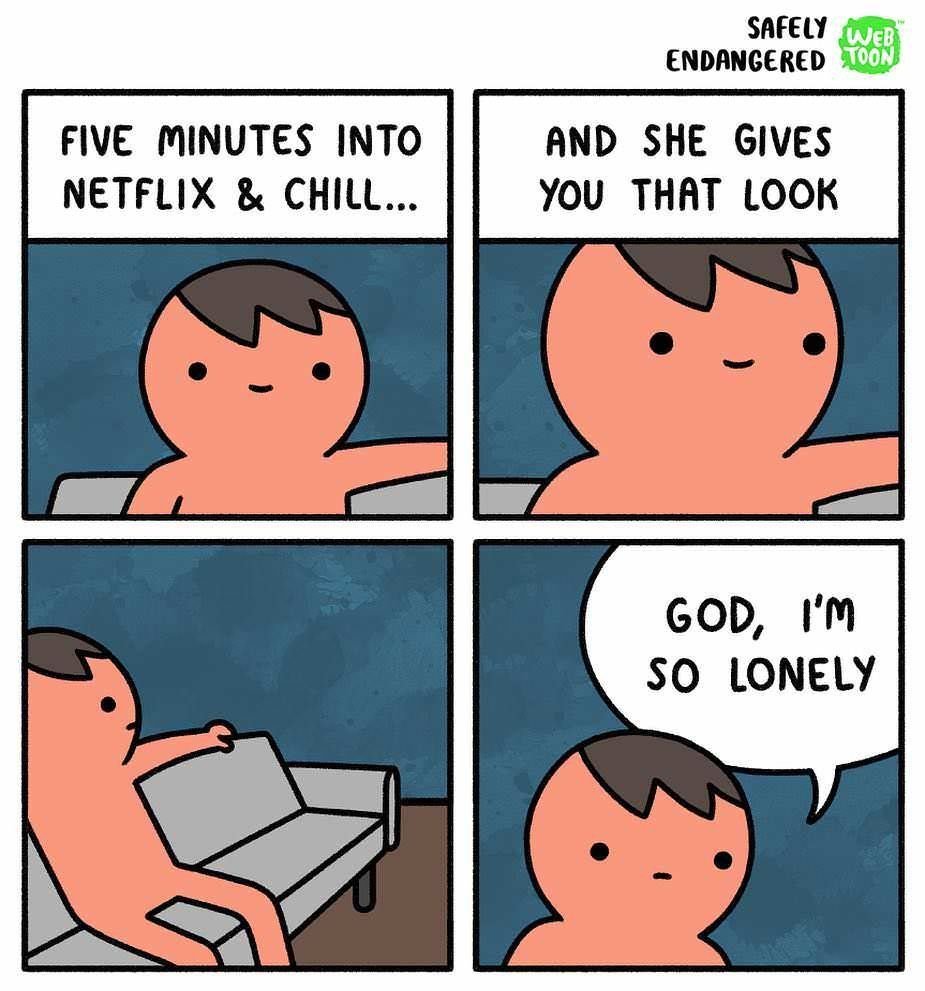 SAFELY
ENDANGERED
WEB
TOON
FIVE MINUTES INTO
NETFLIX & CHILL...
AND SHE GIVES
YOU THAT LOOK
GOD, I'M
SO LONELY